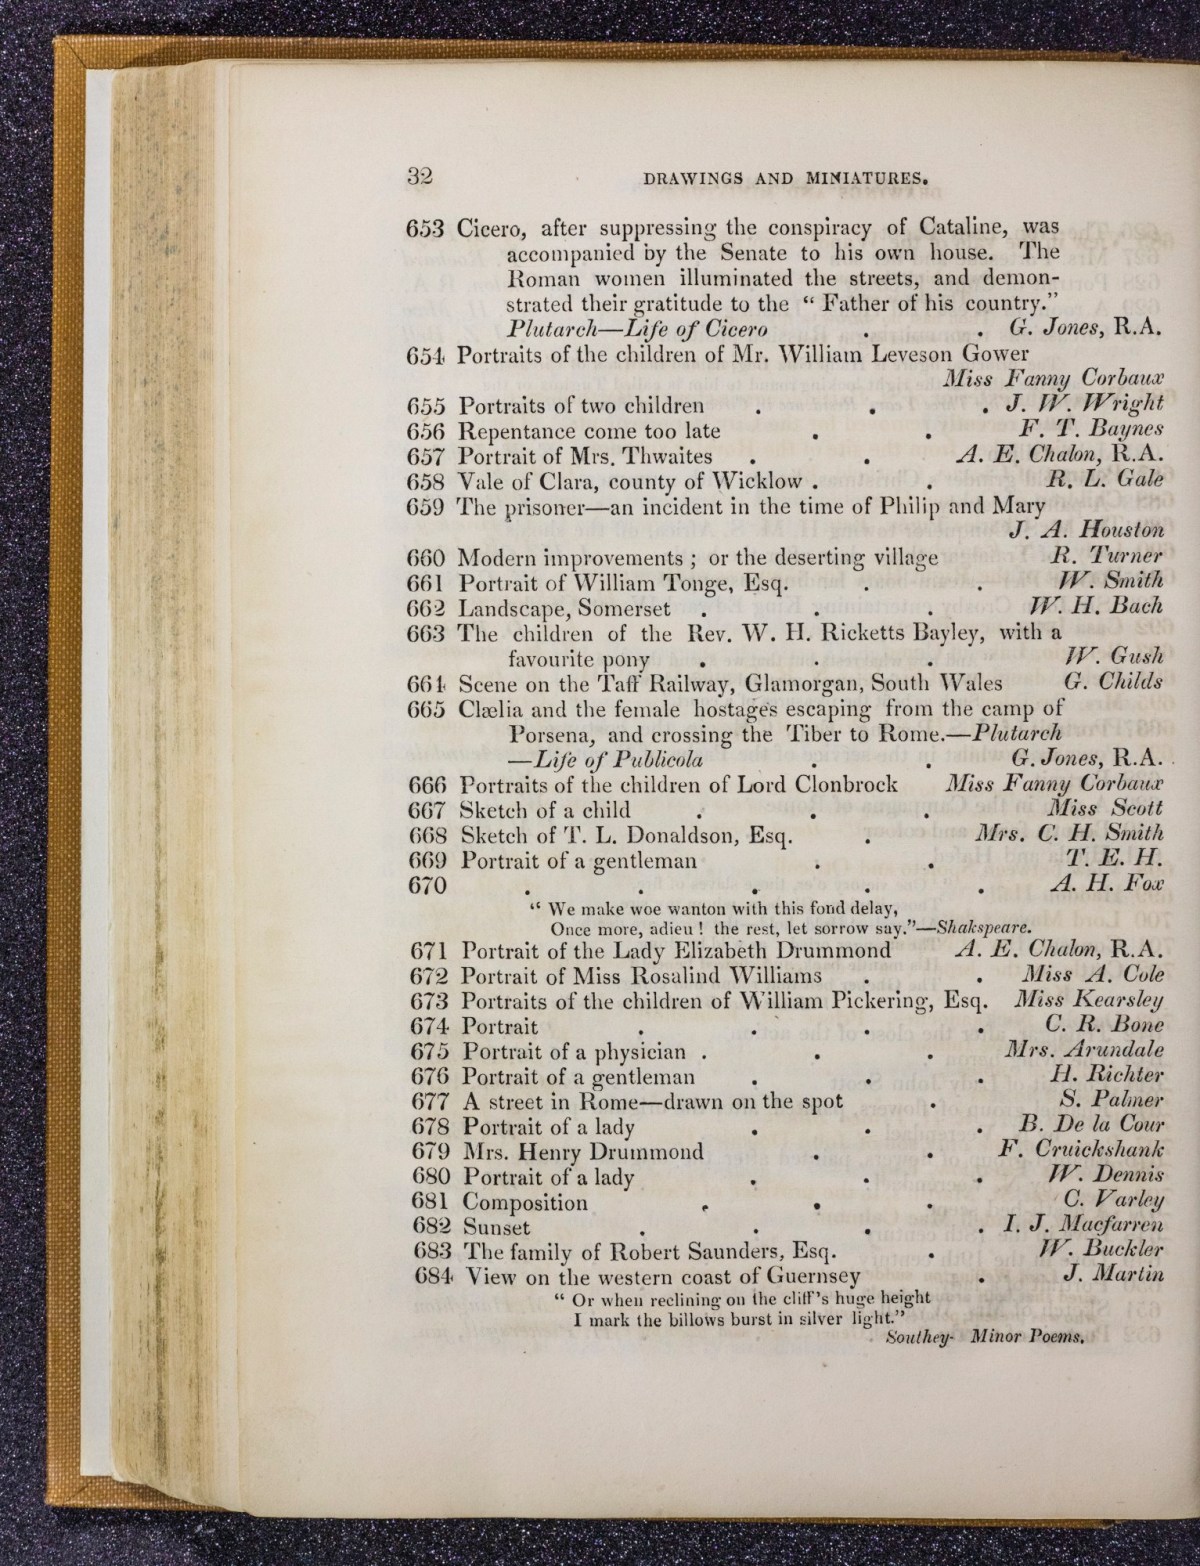 32 DRAWINGS AND MINIATURES.
653 Cicero, after suppressing the conspiracy of Cataline, was
accompanied by the Senate to his own house. The
Roman women illuminated the streets, and demon-
strated their gratitude to the “ Father of his country.”
Plutarch—Life of Cicero . . G. Jones, R.A.
654 Portraits of the children of Mr. William Leveson Gower
Miss Fanny Corbaux
655 Portraits of two children . . . J. W. Wright
656 Repentance come too late . . F. T. Baynes
657 Portrait of Mrs. Thwaites . . A. E. Chalon, R.A.
658 Vale of Clara, county of Wicklow . . R. L. Gale
659 The prisoner—an incident in the time of Philip and Mary
J. A. Houston
660 Modern improvements ; or the deserting village R. Turner
661 Portrait of William Tonge, Esq. . . W. Smith
662 Landscape, Somerset . . . W. H. Bach
663 The children of the Rev. W. H. Ricketts Bayley, with a
favourite pony . . . W. Gush
664 Scene on the Taff Railway, Glamorgan, South Wales G. Childs
665 Clælia and the female hostages escaping from the camp of
Porsena, and crossing the Tiber to Rome.—Plutarch
—Life of Publicola . . G. Jones, R.A.
666 Portraits of the children of Lord Clonbrock Miss Fanny Corbaux
667 Sketch of a child . . . Miss Scott
668 Sketch of T. L. Donaldson, Esq. . Mrs. C. H. Smith
669 Portrait of a gentleman . . T. E. H.
670 . . . . . A. H. Fox
“ We make woe wanton with this fond delay,
Once more, adieu ! the rest, let sorrow say.”—Shakspeare.
671 Portrait of the Lady Elizabeth Drummond A. E. Chalon, R.A.
672 Portrait of Miss Rosalind Williams . . Miss A. Cole
673 Portraits of the children of William Pickering, Esq. Miss Kearsley
674 Portrait . . . . C. R. Bone
675 Portrait of a physician . . . Mrs. Arundale
676 Portrait of a gentleman . . . H. Richter
677 A street in Rome—drawn on the spot . S. Palmer
678 Portrait of a lady . . . B. De la Cour
679 Mrs. Henry Drummond . . F. Cruickshank
680 Portrait of a lady . . . W. Dennis
681 Composition . . . C. Varley
682 Sunset . . . . I. J. Macfarren
683 The family of Robert Saunders, Esq. . W. Buckler
684 View on the western coast of Guernsey . J. Martin
“ Or when reclining on the cliff’s huge height
I mark the billows burst in silver light.”
Southey- Minor Poems.